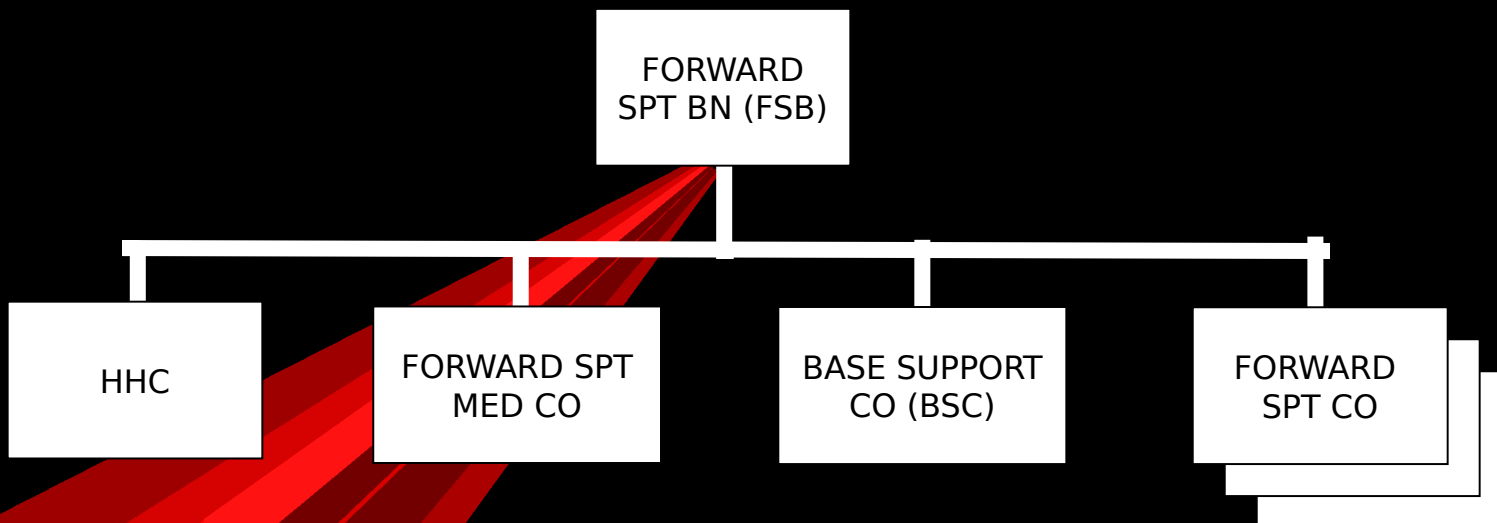 FORWARD
SPT BN (FSB)
HHC
FORWARD SPT
MED CO
BASE SUPPORT
CO (BSC)
FORWARD
SPT CO